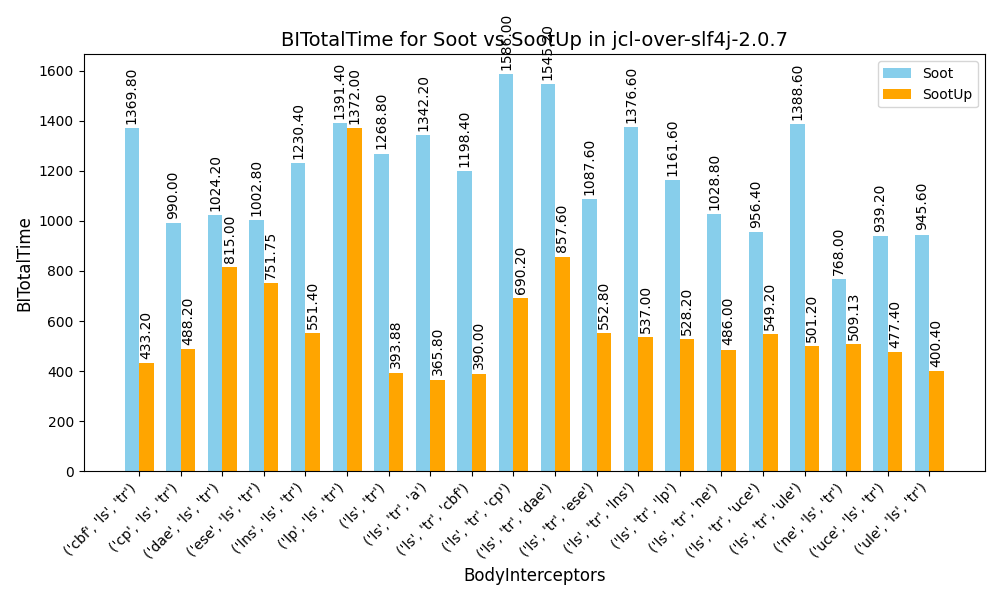 BITotalTime for Soot vs SootUp in jcl-over-slf4j-2.0.7
Soot
SootUp
BITotalTime
1600
1400
1200
1000
800
600
400
200
0
1369.80
433.20
990.00
488.20
1024.20
815.00
1002.80
751.75
1230.40
551.40
1391.40
1372.00
1268.80
393.88
1342.20
365.80
1198.40
390.00
1586.00
690.20
1545.20
857.60
1087.60
552.80
1376.60
537.00
1161.60
528.20
1028.80
486.00
956.40
549.20
1388.60
501.20
768.00
509.13
939.20
477.40
945.60
400.40
('cbf', 'ls', 'tr')
('cp', 'ls', 'tr')
('dae', 'ls', 'tr')
('ese', 'ls', 'tr')
('lns', 'ls', 'tr')
('lp', 'ls', 'tr')
('ls', 'tr')
('ls', 'tr', 'a')
('ls', 'tr', 'cbf')
('ls', 'tr', 'cp')
('ls', 'tr', 'dae')
('ls', 'tr', 'ese')
('ls', 'tr', 'lns')
('ls', 'tr', 'lp')
('ls', 'tr', 'ne')
('ls', 'tr', 'uce')
('ls', 'tr', 'ule')
('ne', 'ls', 'tr')
('uce', 'ls', 'tr')
('ule', 'ls', 'tr')
BodyInterceptors